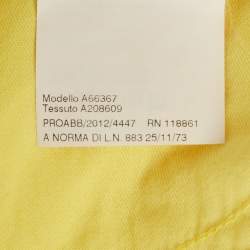 Modello A66367
Tessuto A208609
PROABB/2012/4447 RN 118861
A NORMA DI L.N. 883 25/11/73